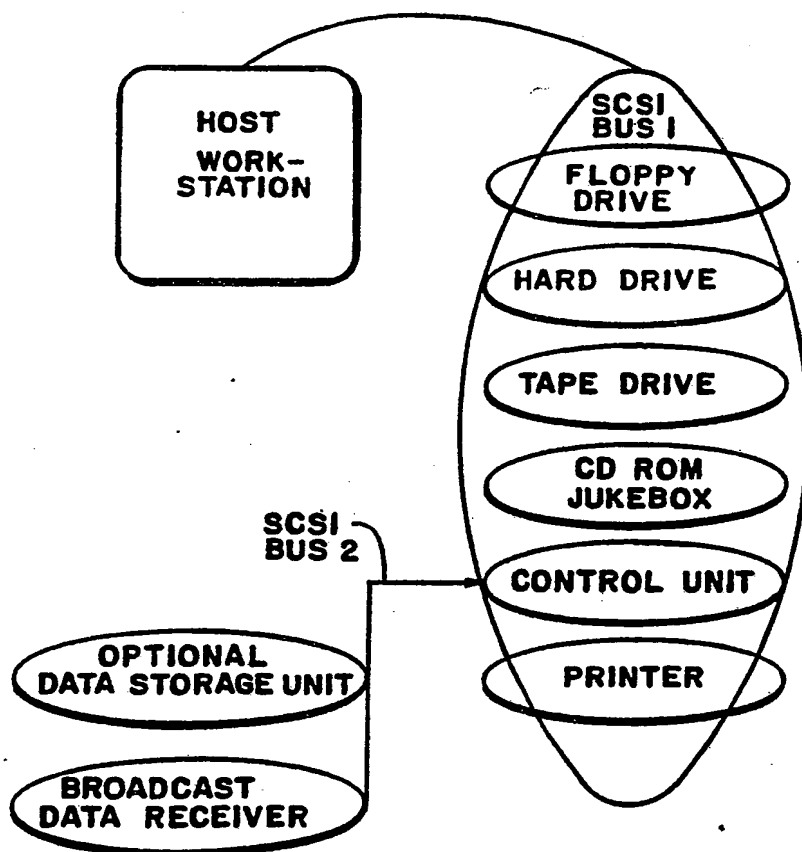 HOST
WORK-
STATION
SCSI
BUS 1
FLOPPY
DRIVE
HARD DRIVE
TAPE DRIVE
CD ROM
JUKEBOX
SCSI
BUS 2
CONTROL UNIT
OPTIONAL
DATA STORAGE UNIT
PRINTER
BROADCAST
DATA RECEIVER